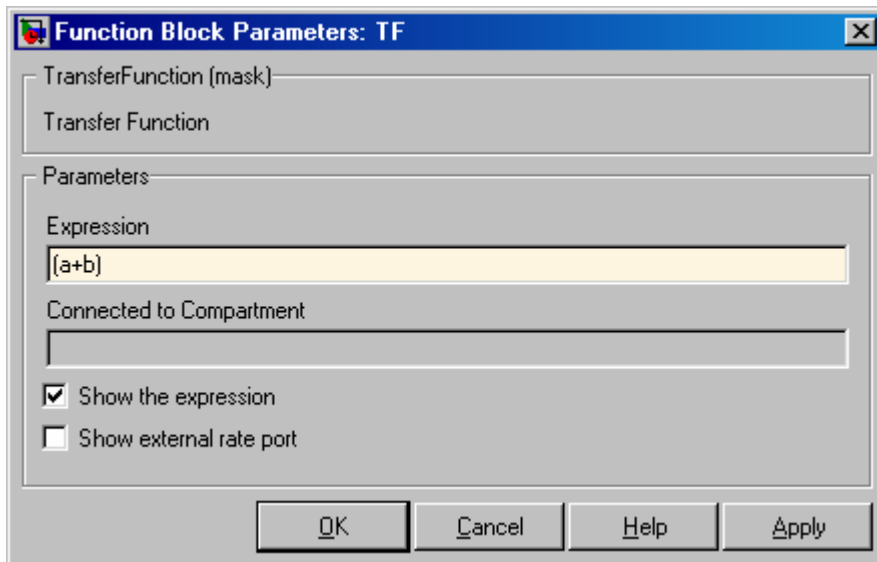 Function Block Parameters: TF
TransferFunction (mask)
Transfer Function
Parameters
Expression
(a+b)
Connected to Compartment
Show the expression
Show external rate port
OK Cancel Help Apply